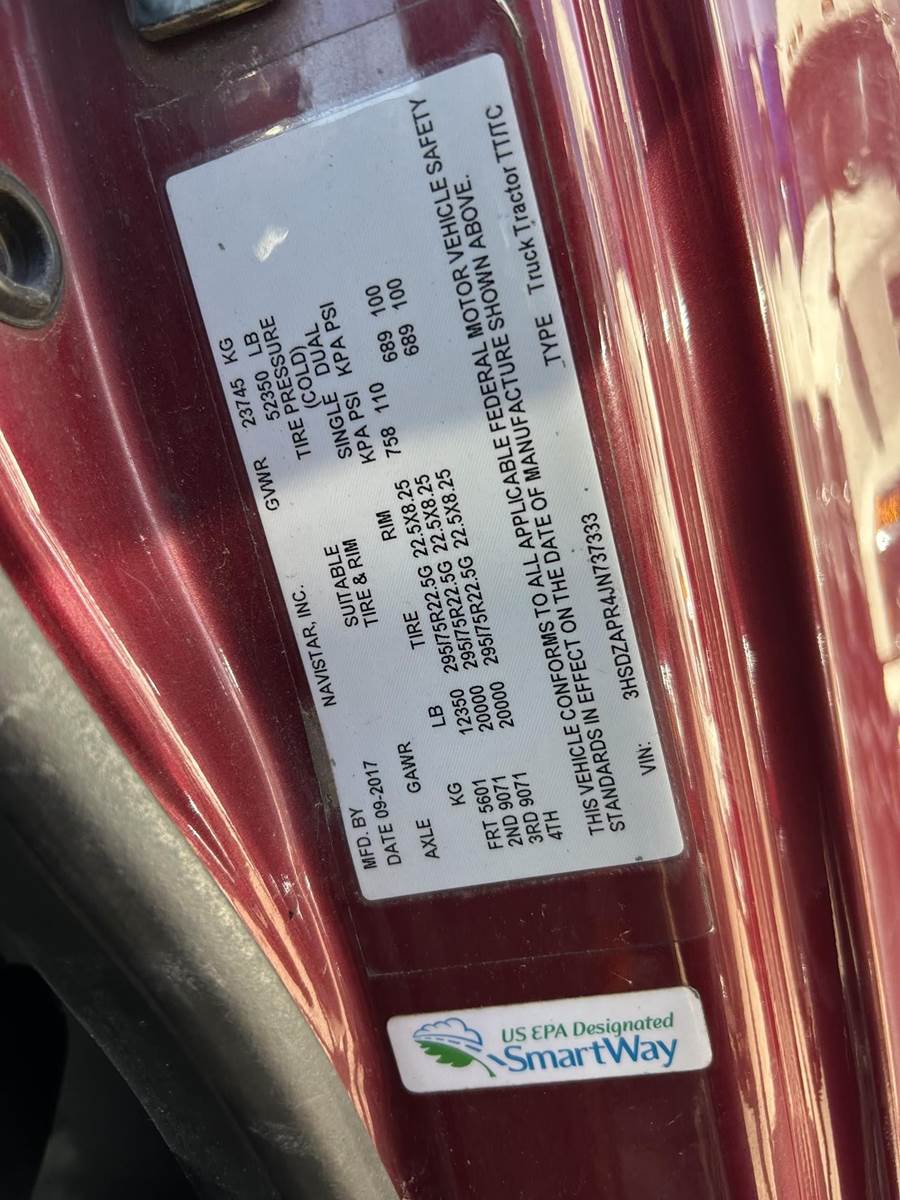 MFD. BY NAVISTAR, INC. GVWR 23745 KG
DATE 09-2017 52350 LB
SUITABLE TIRE PRESSURE
TIRE & RIM (COLD)
AXLE GAWR SINGLE DUAL
KG LB TIRE RIM KPA PSI KPA PSI
FRT 5601 12350 295/75R22.5G 22.5X8.25 758 110
2ND 9071 20000 295/75R22.5G 22.5X8.25 689 100
3RD 9071 20000 295/75R22.5G 22.5X8.25 689 100
4TH
THIS VEHICLE CONFORMS TO ALL APPLICABLE FEDERAL MOTOR VEHICLE SAFETY
STANDARDS IN EFFECT ON THE DATE OF MANUFACTURE SHOWN ABOVE.
VIN: 3HSDZAPR4JN737333 TYPE Truck Tractor TT/TC
US EPA Designated
SmartWay